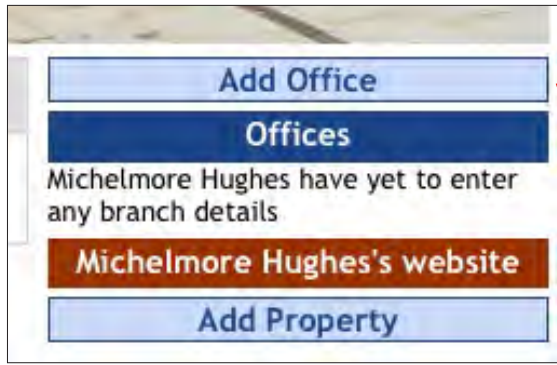 Add Office
Offices
Michelmore Hughes have yet to enter
any branch details
Michelmore Hughes's website
Add Property